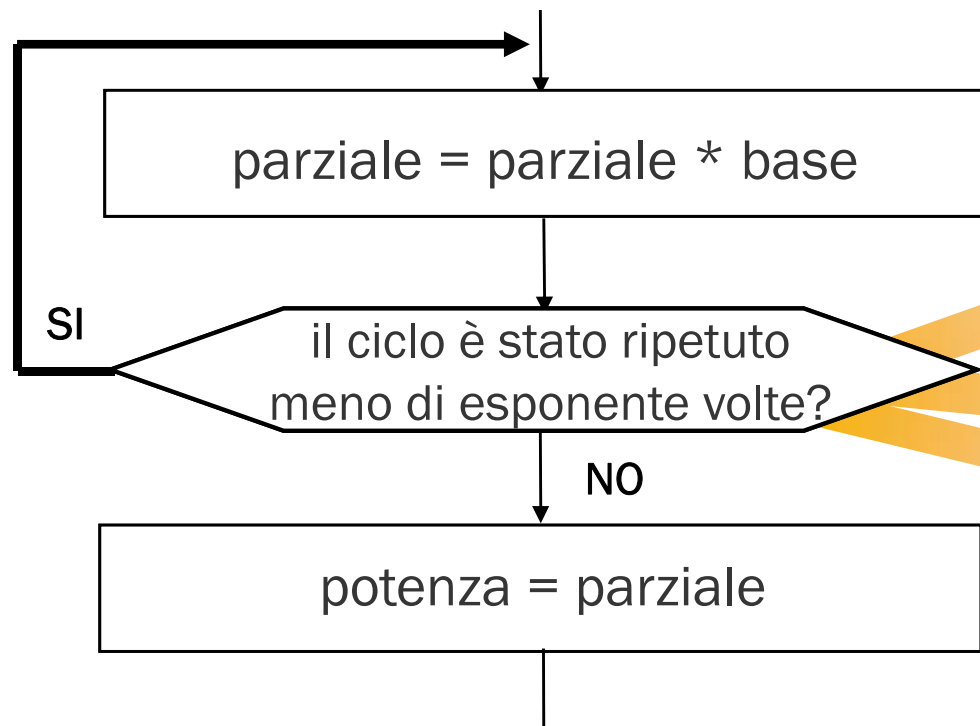 parziale = parziale * base
SI
il ciclo è stato ripetuto
meno di esponente volte?
NO
potenza = parziale